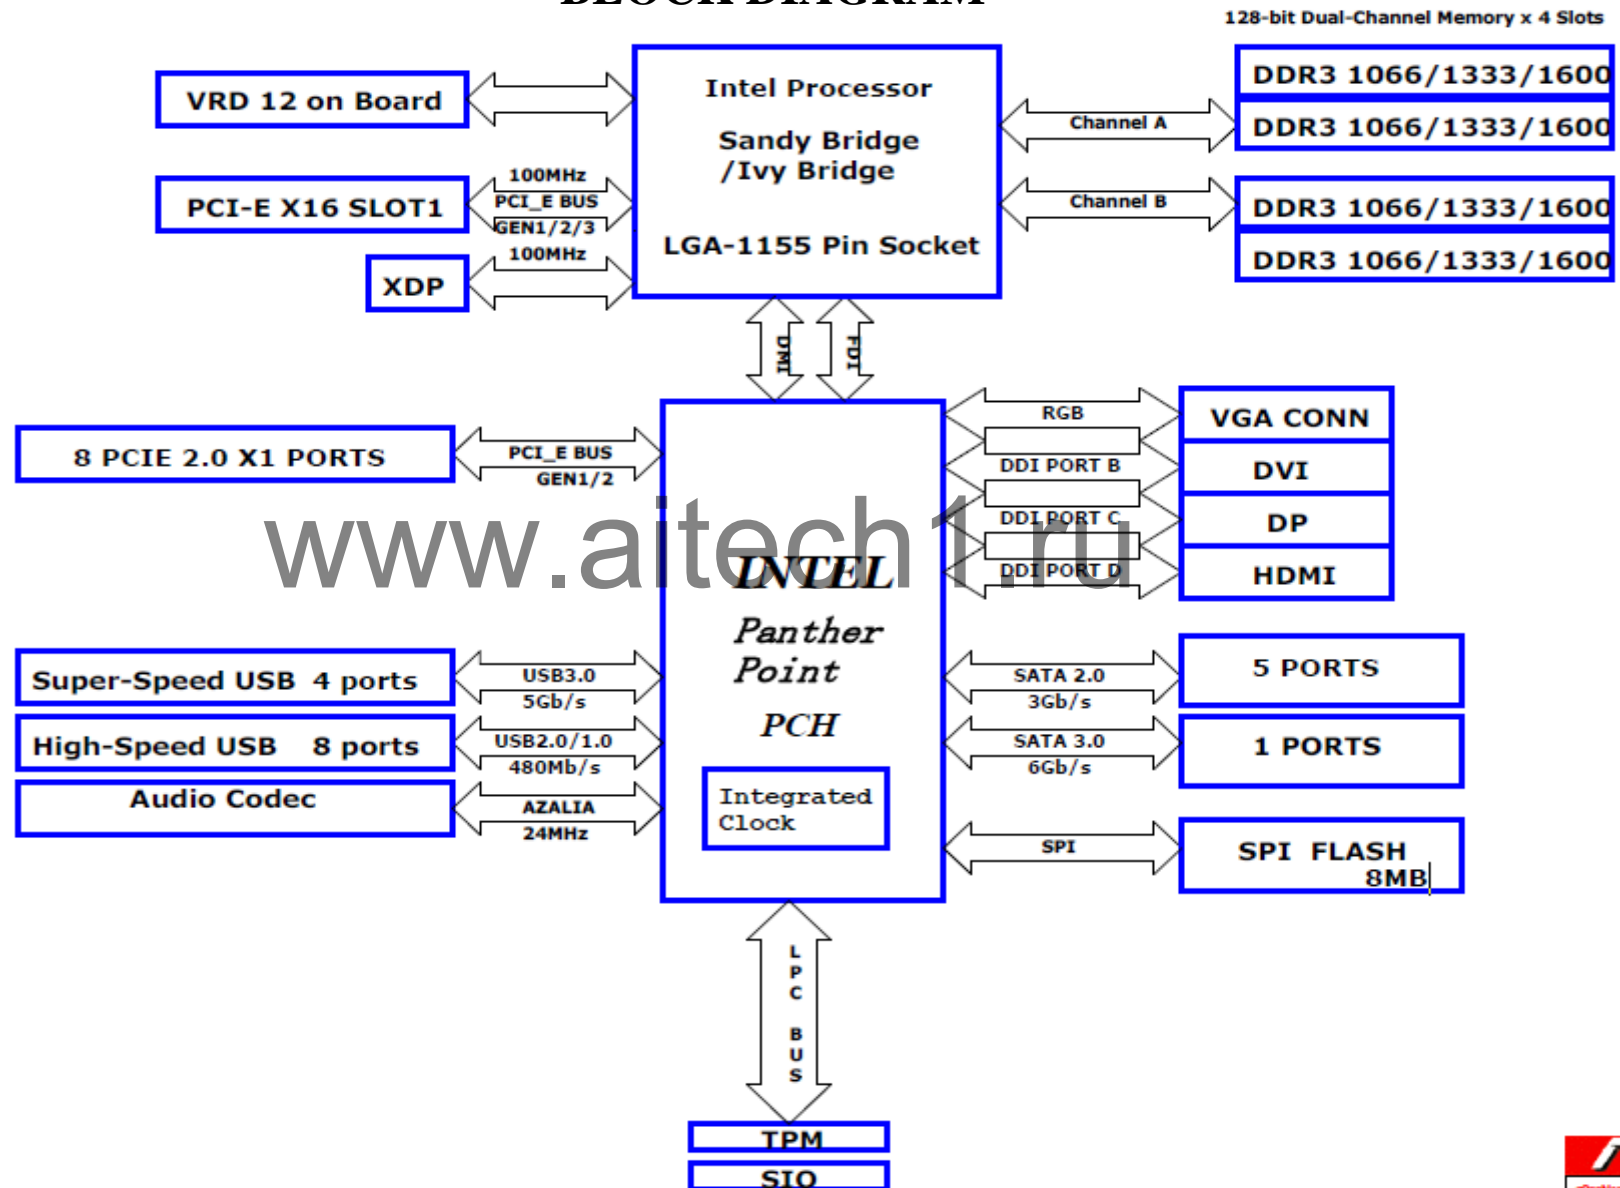 BLOCK DIAGRAM
128-bit Dual-Channel Memory x 4 Slots
VRD 12 on Board
Intel Processor
Sandy Bridge
/Ivy Bridge
LGA-1155 Pin Socket
DDR3 1066/1333/1600
DDR3 1066/1333/1600
Channel A
DDR3 1066/1333/1600
DDR3 1066/1333/1600
Channel B
PCI-E X16 SLOT1
100MHz
PCI_E BUS
GEN1/2/3
100MHz
XDP
DMI
FDI
8 PCIE 2.0 X1 PORTS
PCI_E BUS
GEN1/2
RGB
VGA CONN
DDI PORT B
DVI
DDI PORT C
DP
DDI PORT D
HDMI
www.aitech1.ru
INTEL
Panther
Point
PCH
Integrated
Clock
Super-Speed USB 4 ports
USB3.0
5Gb/s
High-Speed USB 8 ports
USB2.0/1.0
480Mb/s
Audio Codec
AZALIA
24MHz
SATA 2.0
3Gb/s
5 PORTS
SATA 3.0
6Gb/s
1 PORTS
SPI
SPI FLASH
8MB
LPC BUS
TPM
SIO